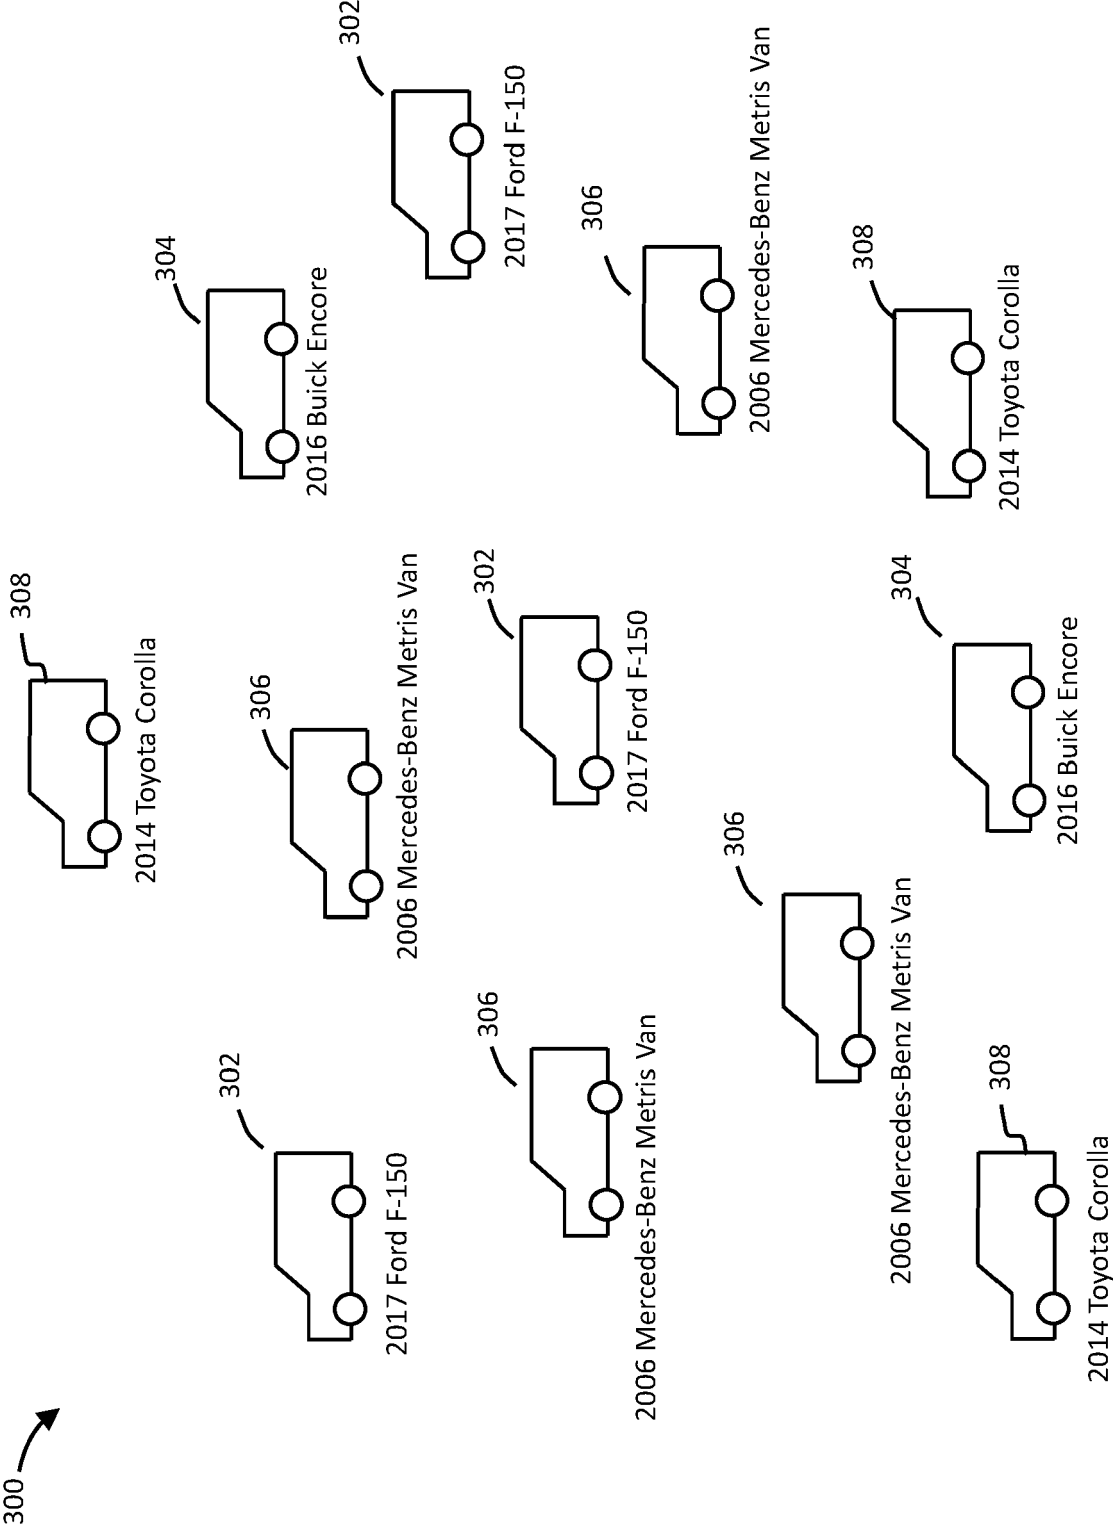 300
308
2014 Toyota Corolla
304
302
306
2016 Buick Encore
302
2017 Ford F-150
2006 Mercedes-Benz Metris Van
306
302
2017 Ford F-150
306
2017 Ford F-150
2006 Mercedes-Benz Metris Van
306
2006 Mercedes-Benz Metris Van
308
2006 Mercedes-Benz Metris Van
304
308
2014 Toyota Corolla
2016 Buick Encore
2014 Toyota Corolla